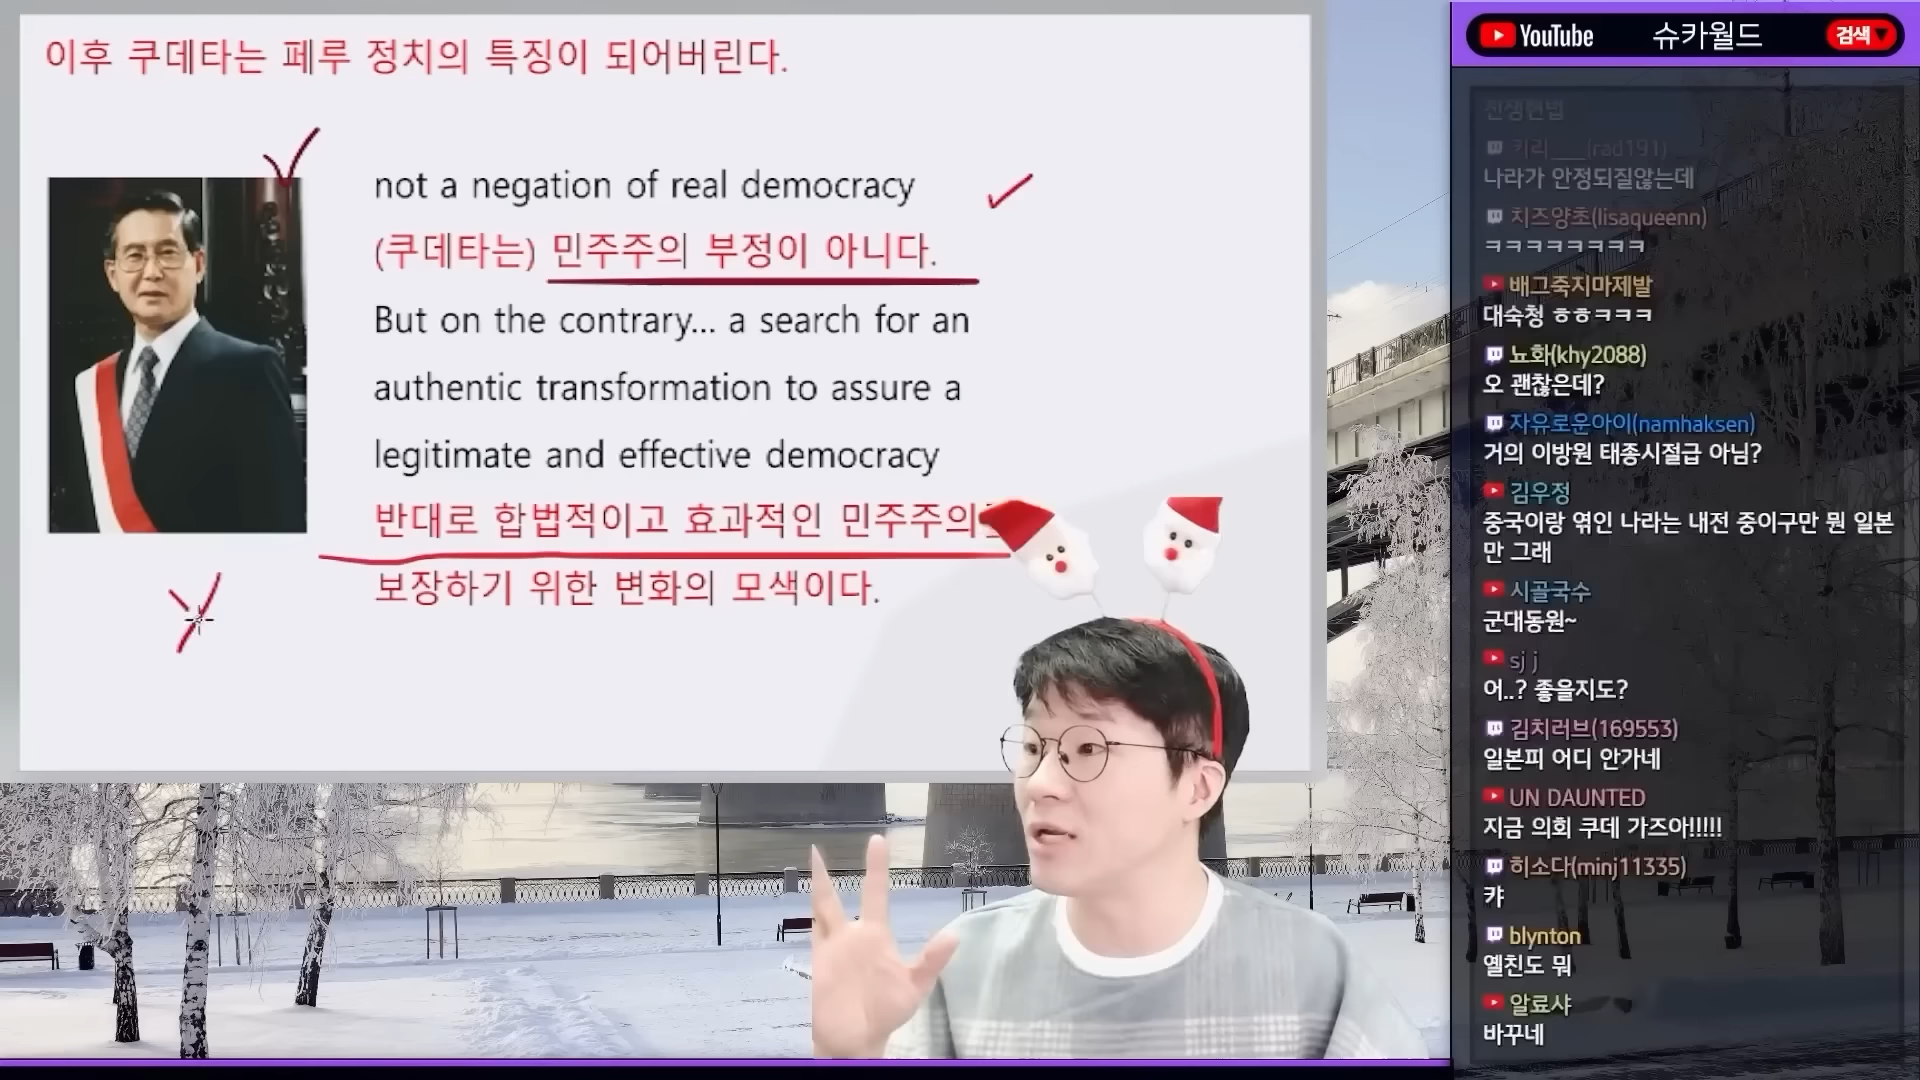 이후 쿠데타는 페루 정치의 특징이 되어버린다.
not a negation of real democracy
(쿠데타는) 민주주의 부정이 아니다.
But on the contrary... a search for an
authentic transformation to assure a
legitimate and effective democracy
반대로 합법적이고 효과적인 민주주의를
보장하기 위한 변화의 모색이다.
YouTube 슈카월드 검색
키리___(rad191)
나라가 안정되질않는데
치즈양초(lisaqueenn)
ㅋㅋㅋㅋㅋㅋㅋㅋ
배그죽지마제발
대숙청 ㅎㅎㅋㅋㅋ
뇨화(khy2088)
오 괜찮은데?
자유로운아이(namhaksen)
거의 이방원 태종시절급 아님?
김우정
중국이랑 엮인 나라는 내전 중이구만 뭔 일본
만 그래
시골국수
군대동원~
sj j
어..? 좋을지도?
김치러브(169553)
일본피 어디 안가네
UN DAUNTED
지금 의회 쿠데 가즈아!!!!!
히소다(minj11335)
캬
blynton
옐친도 뭐
알료샤
바꾸네